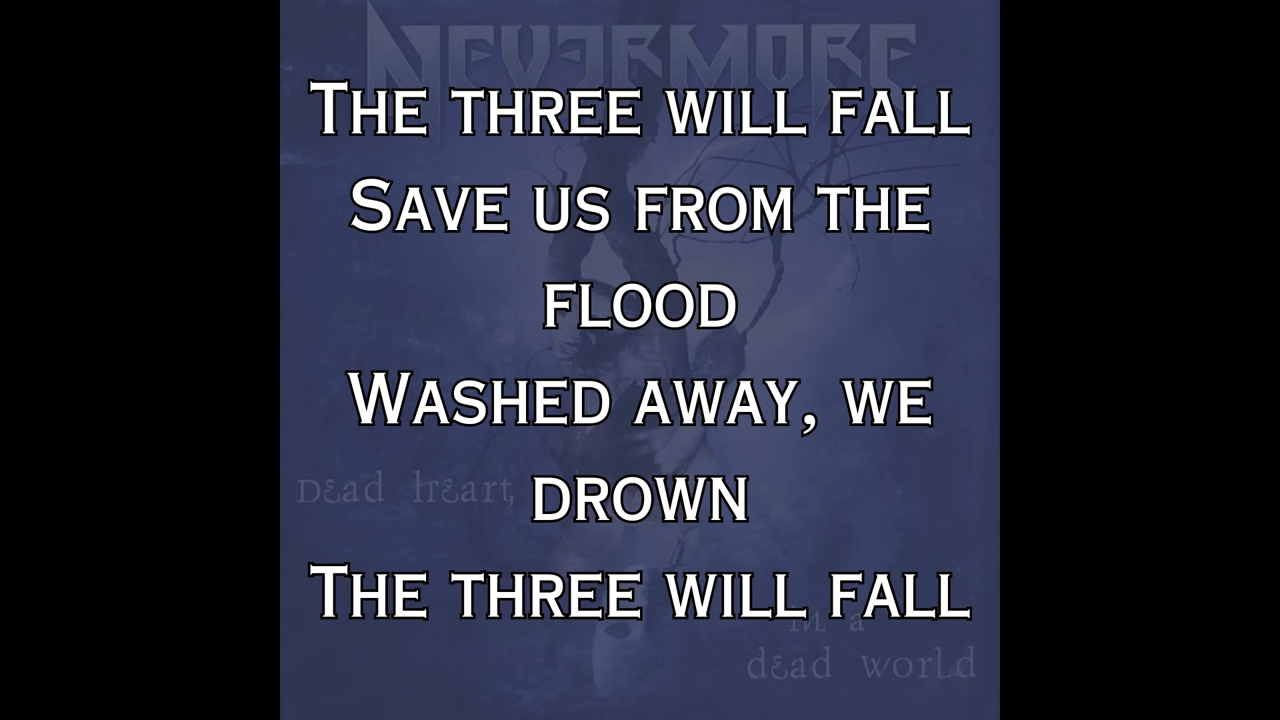 NEVERMORE
The three will fall
Save us from the
flood
Washed away, we
drown
Dead heart,
The three will fall
in a
dead world